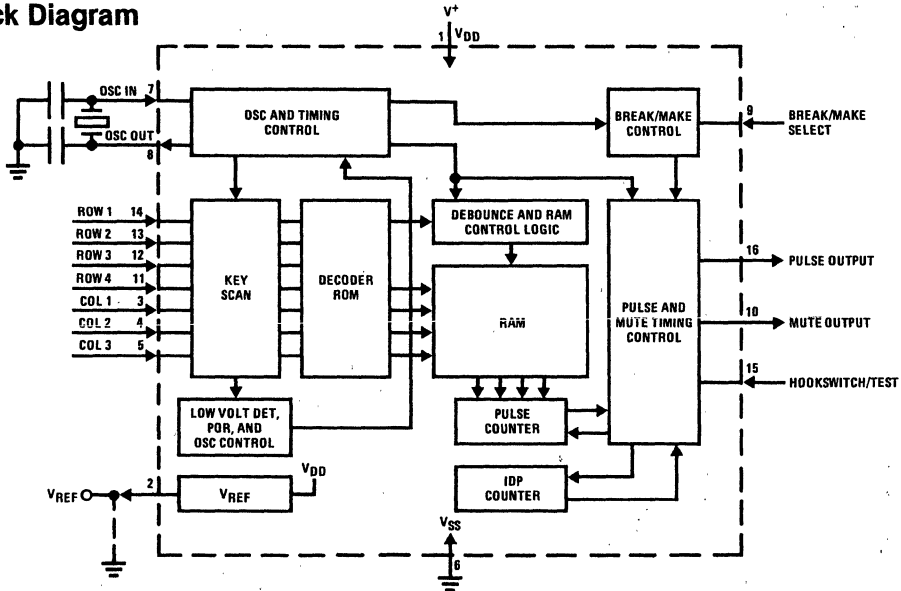 ck Diagram
V+
1 VDD
OSC IN 7
OSC OUT
8
OSC AND TIMING
CONTROL
BREAK/MAKE
CONTROL
9
BREAK/MAKE
SELECT
ROW 1 14
ROW 2 13
ROW 3 12
ROW 4 11
COL 1 3
COL 2 4
COL 3 5
KEY
SCAN
DECODER
ROM
DEBOUNCE AND RAM
CONTROL LOGIC
RAM
PULSE AND
MUTE TIMING
CONTROL
16
PULSE OUTPUT
10
MUTE OUTPUT
15
HOOKSWITCH/TEST
LOW VOLT DET,
POR, AND
OSC CONTROL
PULSE
COUNTER
VREF
2
VREF
VDD
IDP
COUNTER
VSS
6